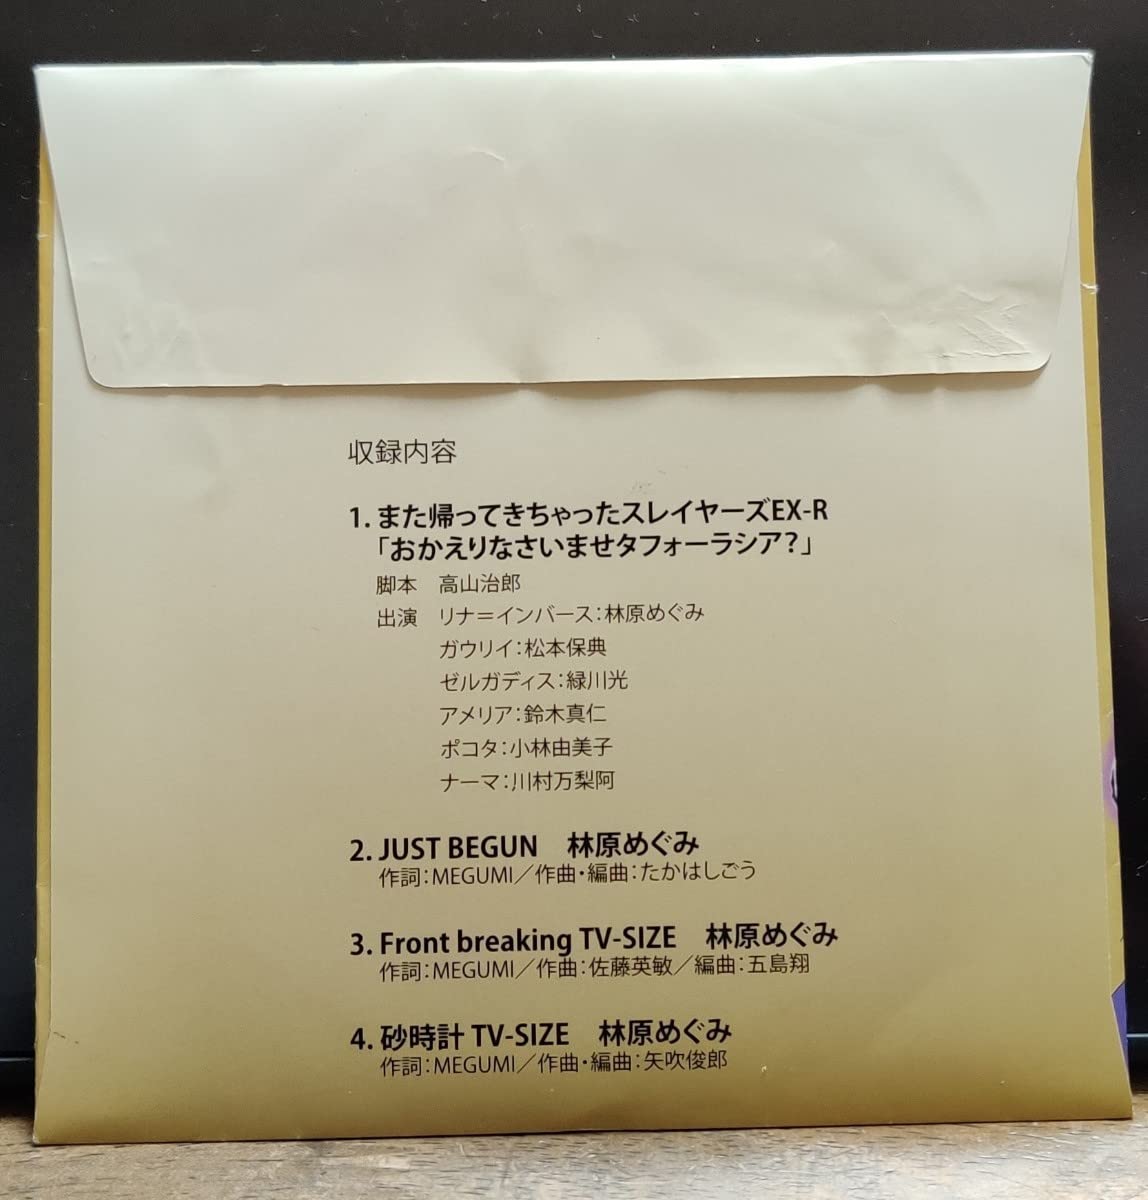 収録内容
1. また帰ってきちゃったスレイヤーズEX-R
「おかえりなさいませタフォーラシア？」
脚本　高山治郎
出演　リナ＝インバース：林原めぐみ
ガウリイ：松本保典
ゼルガディス：緑川光
アメリア：鈴木真仁
ポコタ：小林由美子
ナーマ：川村万梨阿
2. JUST BEGUN　林原めぐみ
作詞：MEGUMI／作曲・編曲：たかはしごう
3. Front breaking TV-SIZE　林原めぐみ
作詞：MEGUMI／作曲：佐藤英敏／編曲：五島翔
4. 砂時計 TV-SIZE　林原めぐみ
作詞：MEGUMI／作曲・編曲：矢吹俊郎